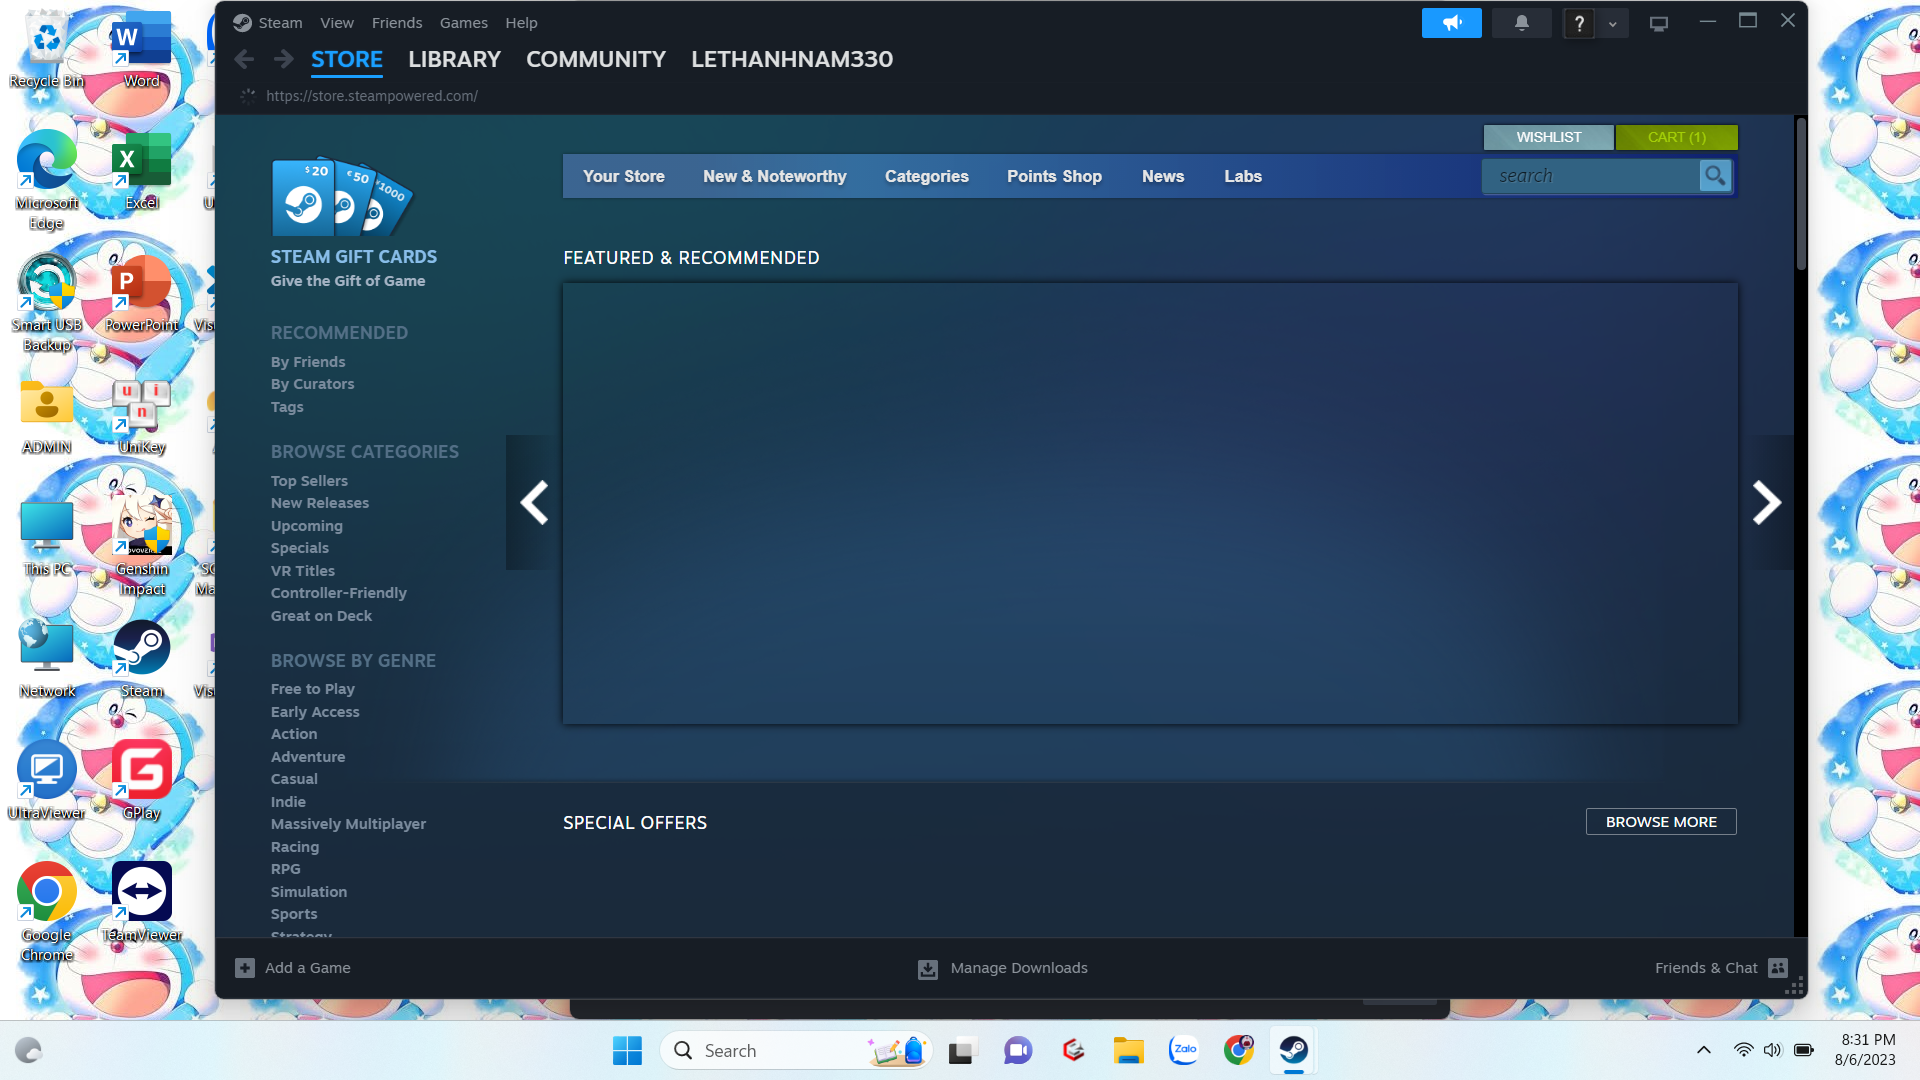 Steam View Friends Games Help
STORE LIBRARY COMMUNITY LETHANHNAM330
https://store.steampowered.com/
WISHLIST CART (1)
Your Store New & Noteworthy Categories Points Shop News Labs search
$20 €50 ¥1000
STEAM GIFT CARDS
Give the Gift of Game
FEATURED & RECOMMENDED
RECOMMENDED
By Friends
By Curators
Tags
BROWSE CATEGORIES
Top Sellers
New Releases
Upcoming
Specials
VR Titles
Controller-Friendly
Great on Deck
BROWSE BY GENRE
Free to Play
Early Access
Action
Adventure
Casual
Indie
Massively Multiplayer
Racing
RPG
Simulation
Sports
Strategy
SPECIAL OFFERS
BROWSE MORE
Add a Game
Manage Downloads
Friends & Chat
Recycle Bin
Word
Microsoft Edge
Excel
Smart USB Backup
PowerPoint
ADMIN
UniKey
This PC
Genshin Impact
Network
Steam
UltraViewer
GPlay
Google Chrome
TeamViewer
Search
Zalo
8:31 PM
8/6/2023